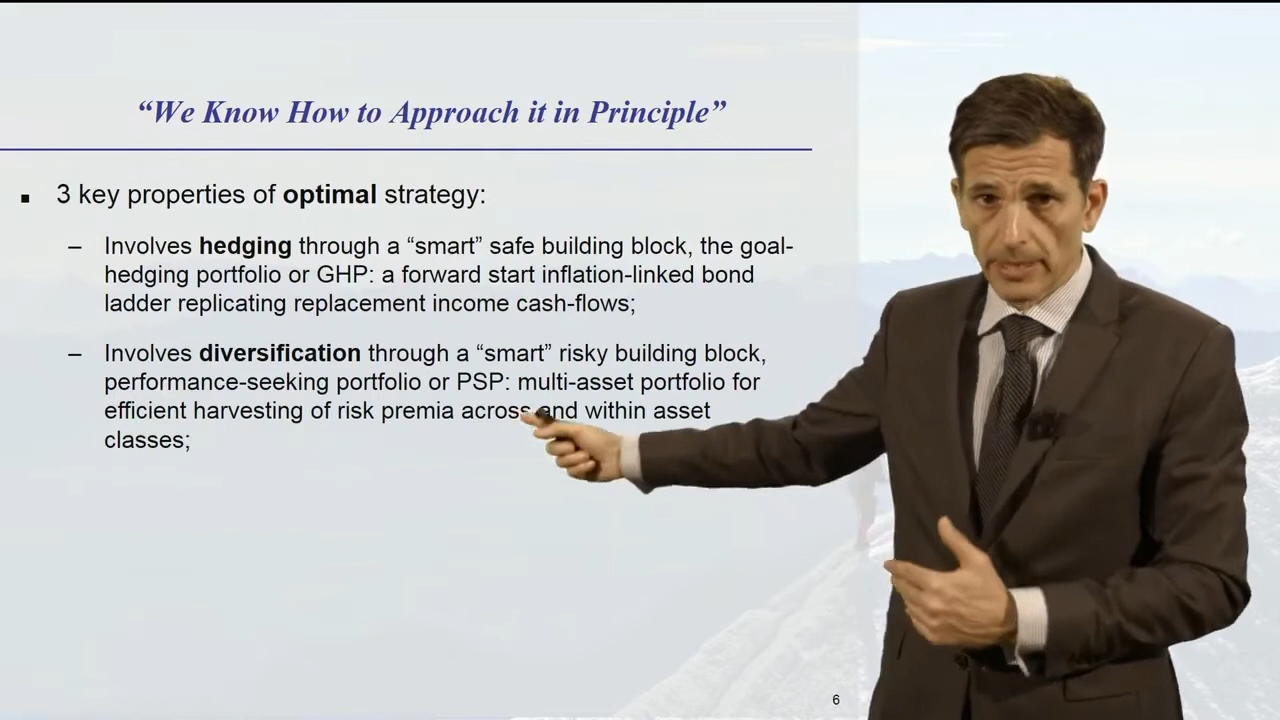 “We Know How to Approach it in Principle”
▪ 3 key properties of optimal strategy:
– Involves hedging through a “smart” safe building block, the goal-
hedging portfolio or GHP: a forward start inflation-linked bond
ladder replicating replacement income cash-flows;
– Involves diversification through a “smart” risky building block,
performance-seeking portfolio or PSP: multi-asset portfolio for
efficient harvesting of risk premia across and within asset
classes;
6